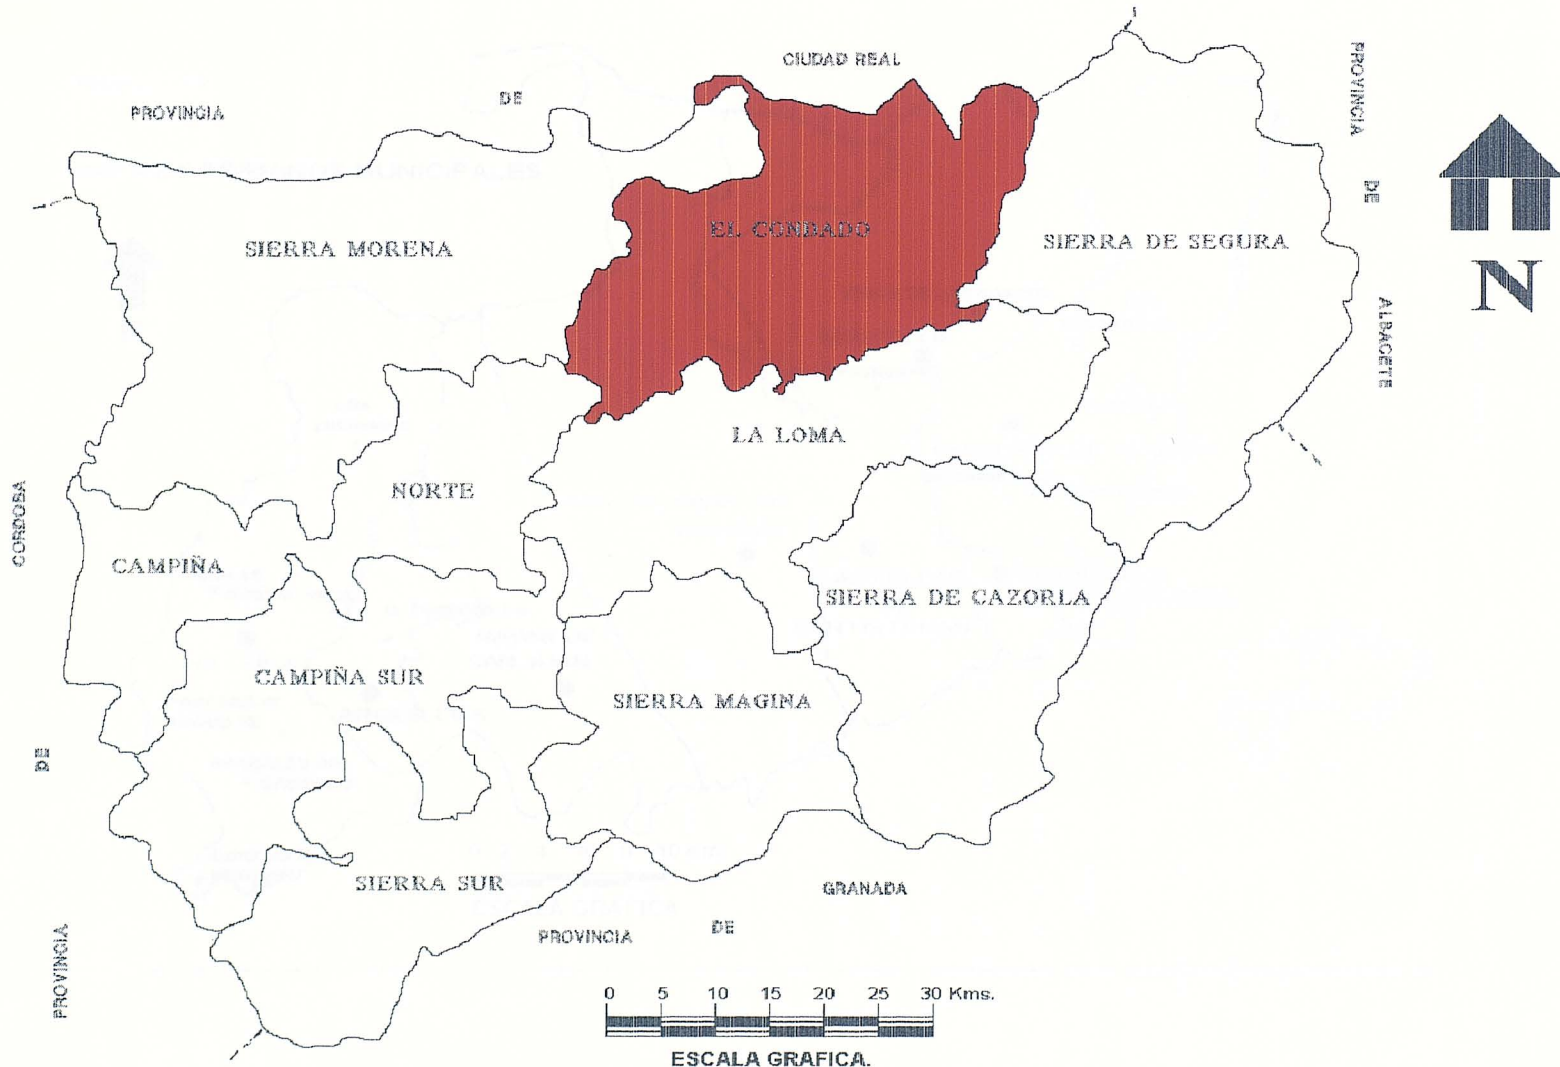 CIUDAD REAL
PROVINCIA
DE
PROVINCIA
DE
ALBACETE
N
SIERRA MORENA
EL CONDADO
SIERRA DE SEGURA
LA LOMA
NORTE
CORDOBA
DE
PROVINCIA
CAMPIÑA
SIERRA DE CAZORLA
CAMPIÑA SUR
SIERRA MAGINA
SIERRA SUR
GRANADA
DE
PROVINCIA
0 5 10 15 20 25 30 Kms.
ESCALA GRAFICA.